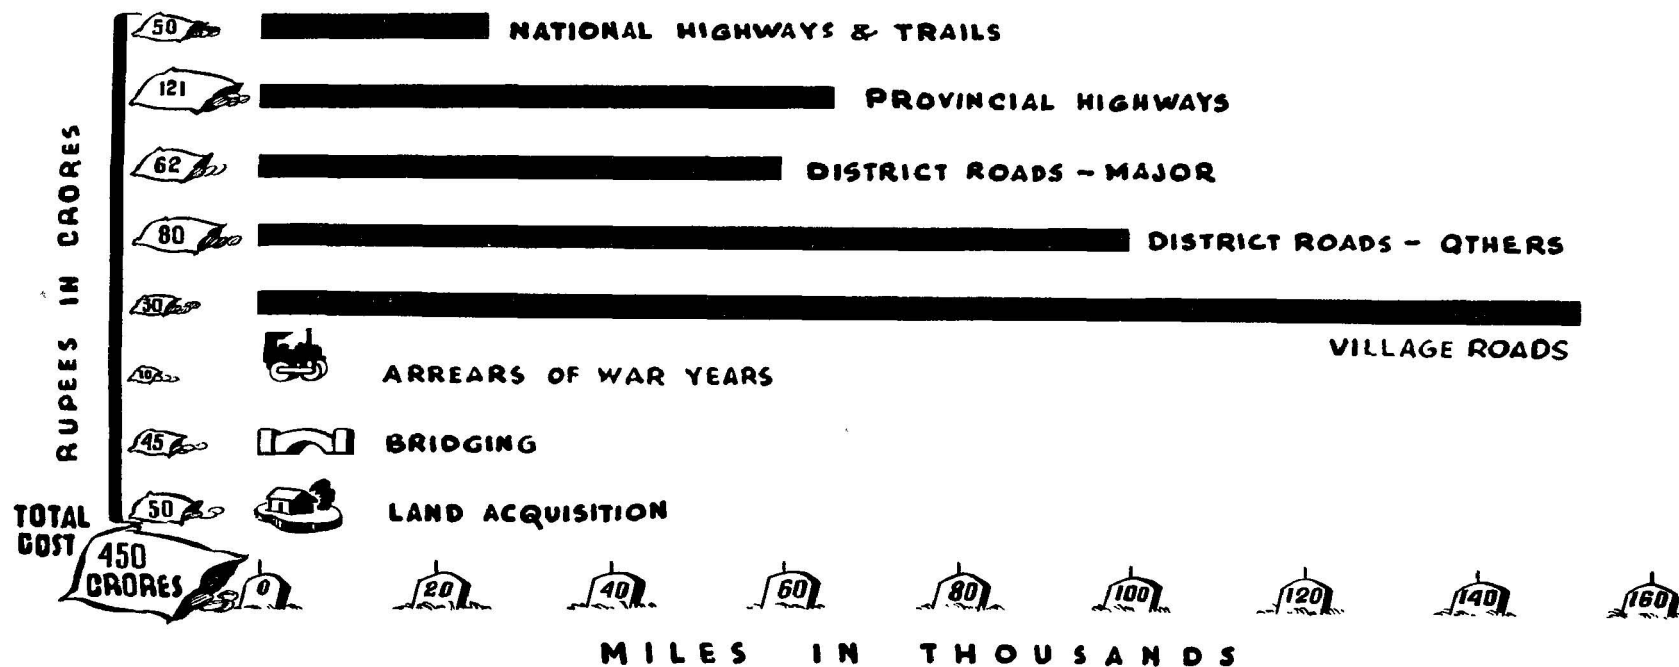 RUPEES IN CRORES
50 NATIONAL HIGHWAYS & TRAILS
121 PROVINCIAL HIGHWAYS
62 DISTRICT ROADS - MAJOR
80 DISTRICT ROADS - OTHERS
30
VILLAGE ROADS
10 ARREARS OF WAR YEARS
45 BRIDGING
50 LAND ACQUISITION
TOTAL
COST
450
CRORES
0 20 40 60 80 100 120 140 160
MILES IN THOUSANDS